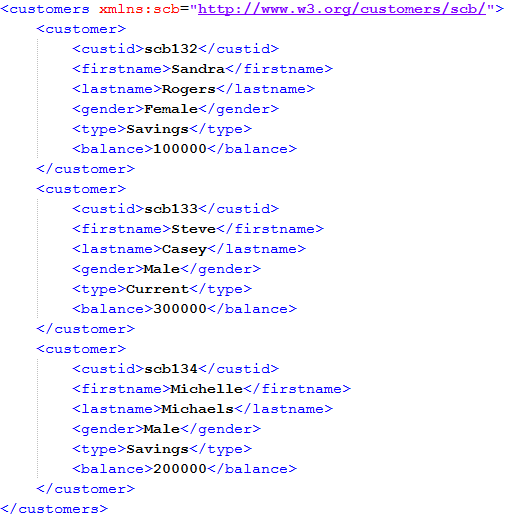 <customers xmlns:scb="http://www.w3.org/customers/scb/">
<customer>
<custid>scb132</custid>
<firstname>Sandra</firstname>
<lastname>Rogers</lastname>
<gender>Female</gender>
<type>Savings</type>
<balance>100000</balance>
</customer>
<customer>
<custid>scb133</custid>
<firstname>Steve</firstname>
<lastname>Casey</lastname>
<gender>Male</gender>
<type>Current</type>
<balance>300000</balance>
</customer>
<customer>
<custid>scb134</custid>
<firstname>Michelle</firstname>
<lastname>Michaels</lastname>
<gender>Male</gender>
<type>Savings</type>
<balance>200000</balance>
</customer>
</customers>